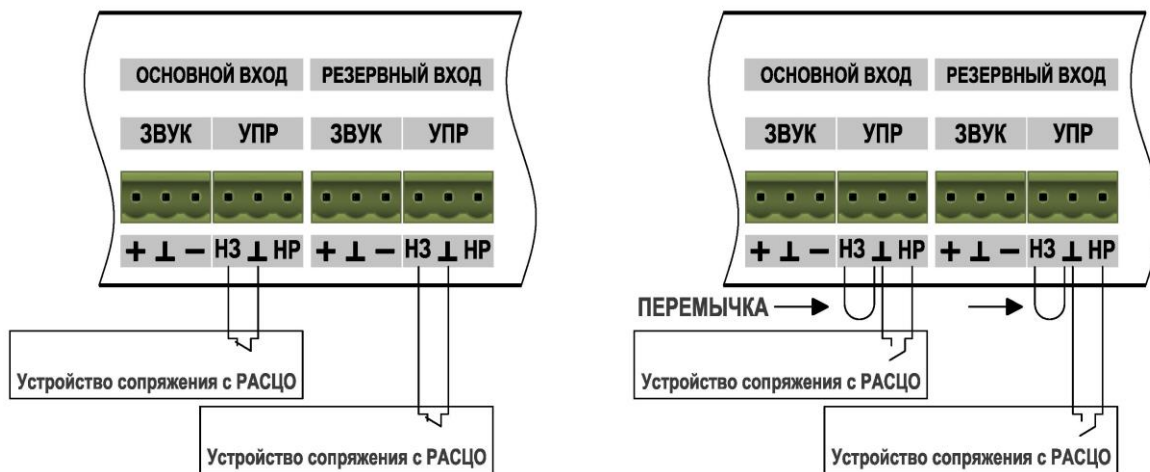 ОСНОВНОЙ ВХОД РЕЗЕРВНЫЙ ВХОД
ЗВУК УПР ЗВУК УПР
+ ⊥ − НЗ ⊥ НР + ⊥ − НЗ ⊥ НР
Устройство сопряжения с РАСЦО
Устройство сопряжения с РАСЦО
ОСНОВНОЙ ВХОД РЕЗЕРВНЫЙ ВХОД
ЗВУК УПР ЗВУК УПР
+ ⊥ − НЗ ⊥ НР + ⊥ − НЗ ⊥ НР
ПЕРЕМЫЧКА
Устройство сопряжения с РАСЦО
Устройство сопряжения с РАСЦО